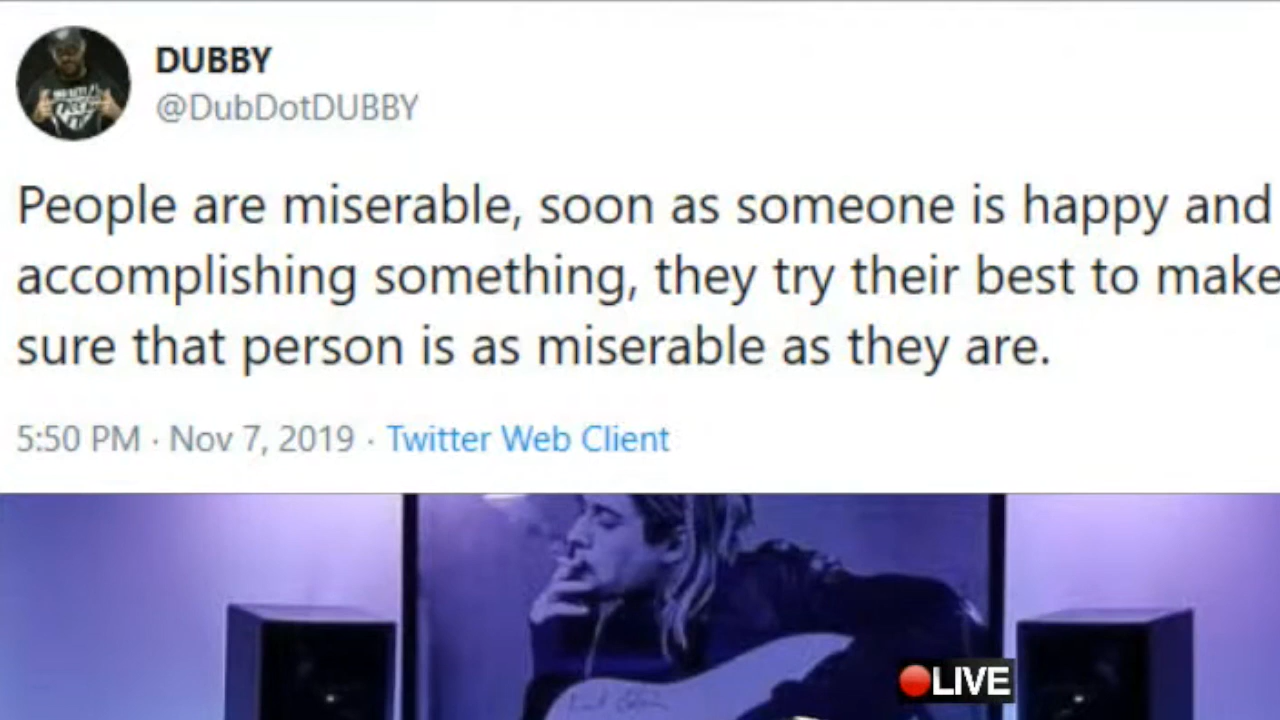 DUBBY
@DubDotDUBBY
People are miserable, soon as someone is happy and
accomplishing something, they try their best to make
sure that person is as miserable as they are.
5:50 PM · Nov 7, 2019 · Twitter Web Client
LIVE